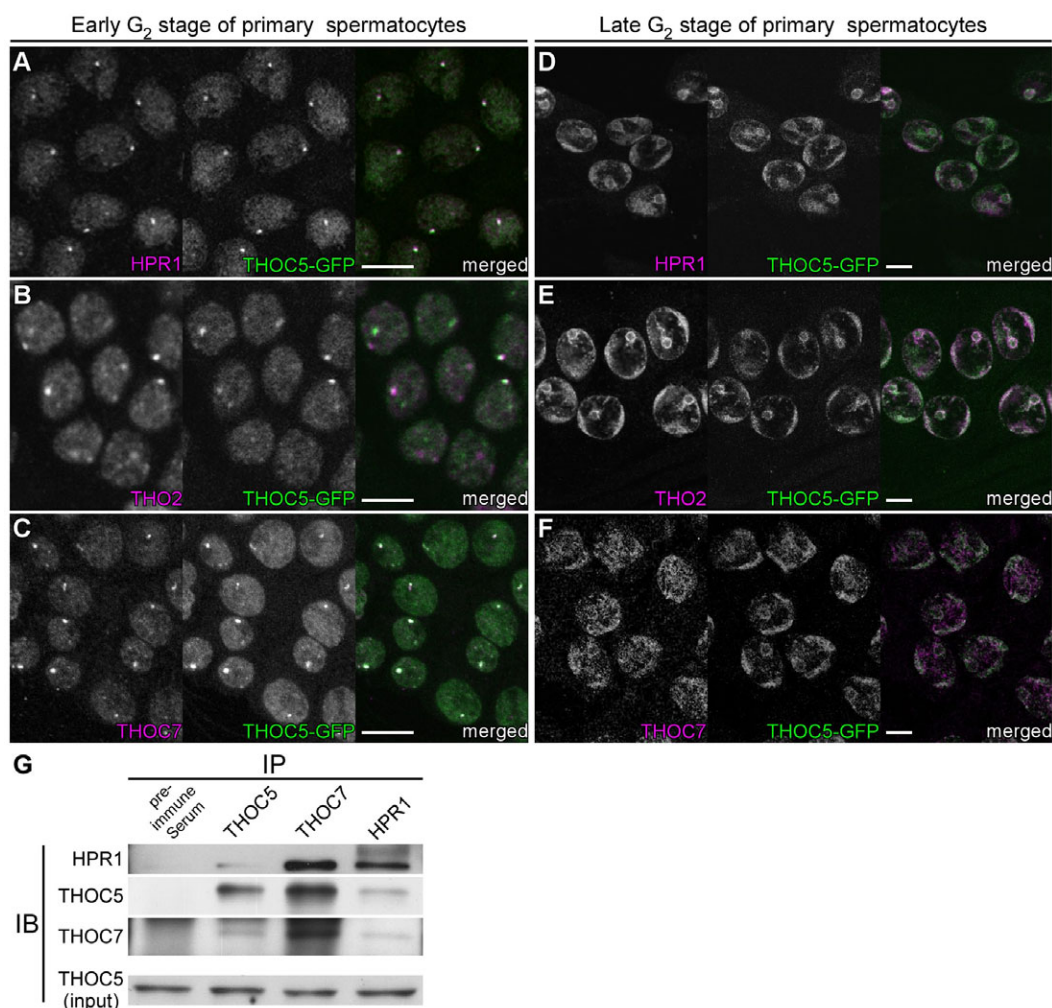 Early G2 stage of primary spermatocytes
Late G2 stage of primary spermatocytes
A
HPR1
THOC5-GFP
merged
D
HPR1
THOC5-GFP
merged
B
THO2
THOC5-GFP
merged
E
THO2
THOC5-GFP
merged
C
THOC7
THOC5-GFP
merged
F
THOC7
THOC5-GFP
merged
G
IP
pre-
immune
Serum
THOC5
THOC7
HPR1
IB
HPR1
THOC5
THOC7
THOC5
(input)